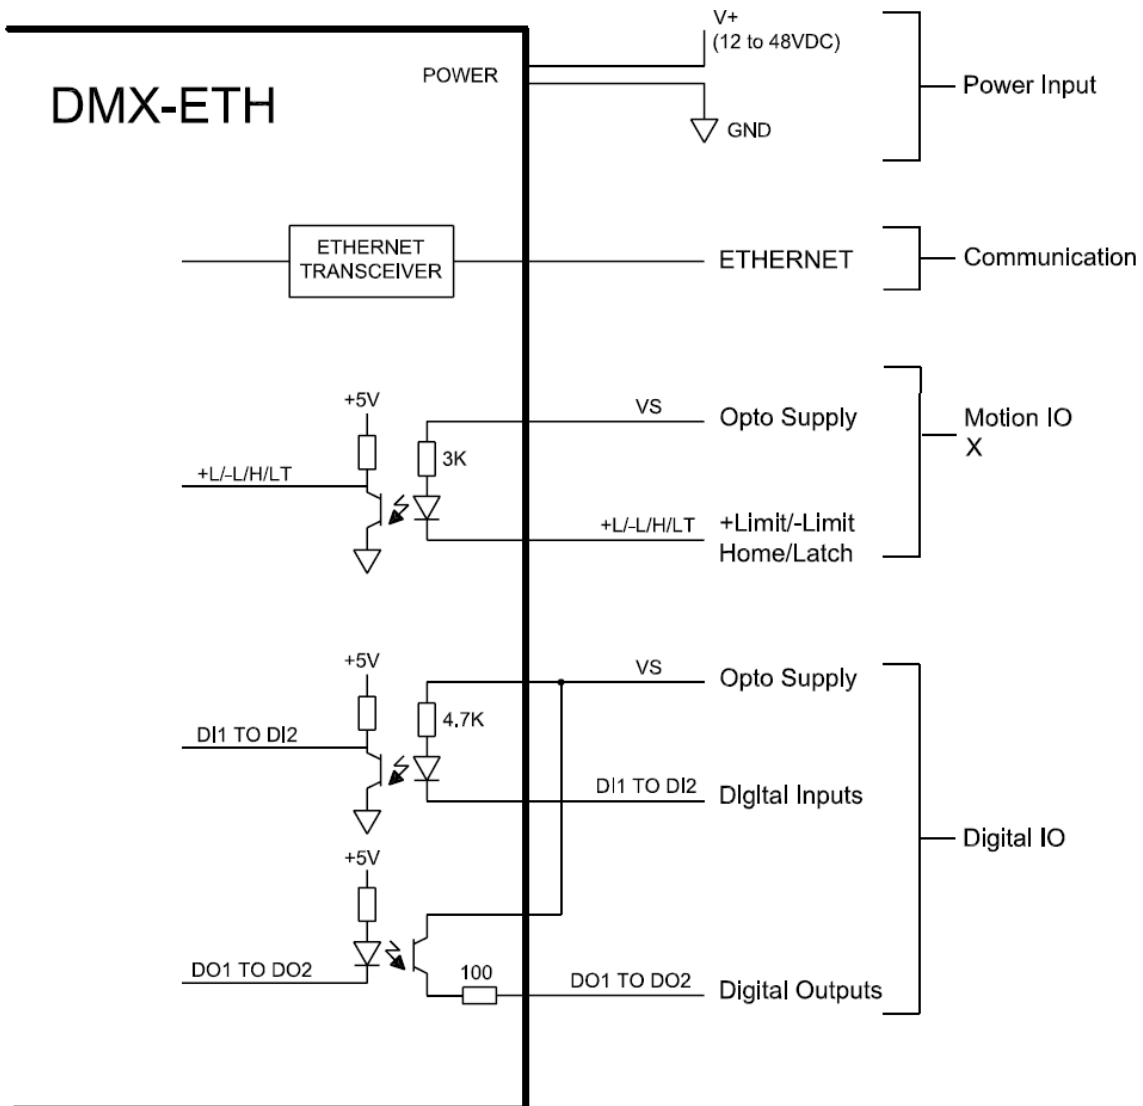 DMX-ETH
POWER
V+
(12 to 48VDC)
GND
Power Input
ETHERNET
TRANSCEIVER
ETHERNET
Communication
+5V
+L/-L/H/LT
3K
VS
Opto Supply
+L/-L/H/LT
+Limit/-Limit
Home/Latch
Motion IO
X
+5V
DI1 TO DI2
4.7K
VS
Opto Supply
DI1 TO DI2
Digital Inputs
Digital IO
+5V
DO1 TO DO2
100
DO1 TO DO2
Digital Outputs